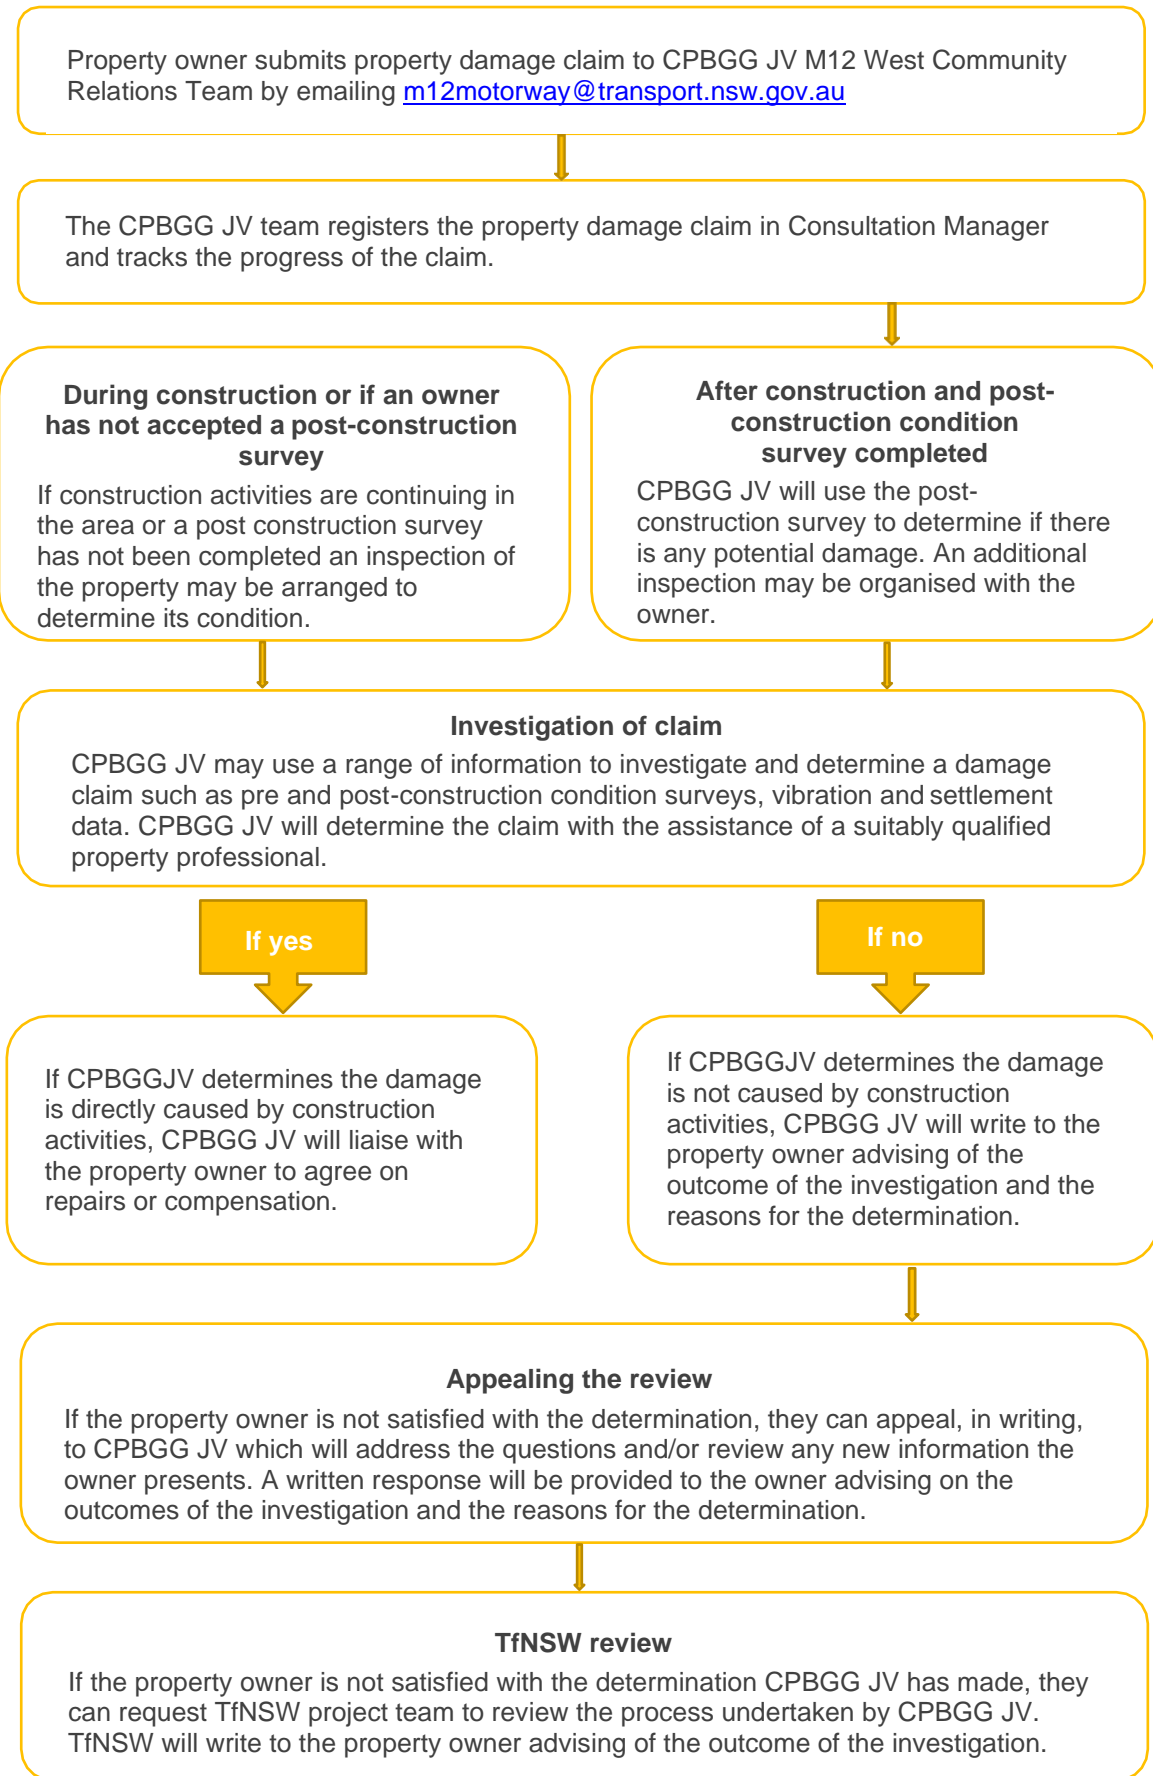 Property owner submits property damage claim to CPBGG JV M12 West Community
Relations Team by emailing m12motorway@transport.nsw.gov.au
The CPBGG JV team registers the property damage claim in Consultation Manager
and tracks the progress of the claim.
During construction or if an owner
has not accepted a post-construction
survey
If construction activities are continuing in
the area or a post construction survey
has not been completed an inspection of
the property may be arranged to
determine its condition.
After construction and post-
construction condition
survey completed
CPBGG JV will use the post-
construction survey to determine if there
is any potential damage. An additional
inspection may be organised with the
owner.
Investigation of claim
CPBGG JV may use a range of information to investigate and determine a damage
claim such as pre and post-construction condition surveys, vibration and settlement
data. CPBGG JV will determine the claim with the assistance of a suitably qualified
property professional.
If yes
If no
If CPBGGJV determines the damage
is directly caused by construction
activities, CPBGG JV will liaise with
the property owner to agree on
repairs or compensation.
If CPBGGJV determines the damage
is not caused by construction
activities, CPBGG JV will write to the
property owner advising of the
outcome of the investigation and the
reasons for the determination.
Appealing the review
If the property owner is not satisfied with the determination, they can appeal, in writing,
to CPBGG JV which will address the questions and/or review any new information the
owner presents. A written response will be provided to the owner advising on the
outcomes of the investigation and the reasons for the determination.
TfNSW review
If the property owner is not satisfied with the determination CPBGG JV has made, they
can request TfNSW project team to review the process undertaken by CPBGG JV.
TfNSW will write to the property owner advising of the outcome of the investigation.